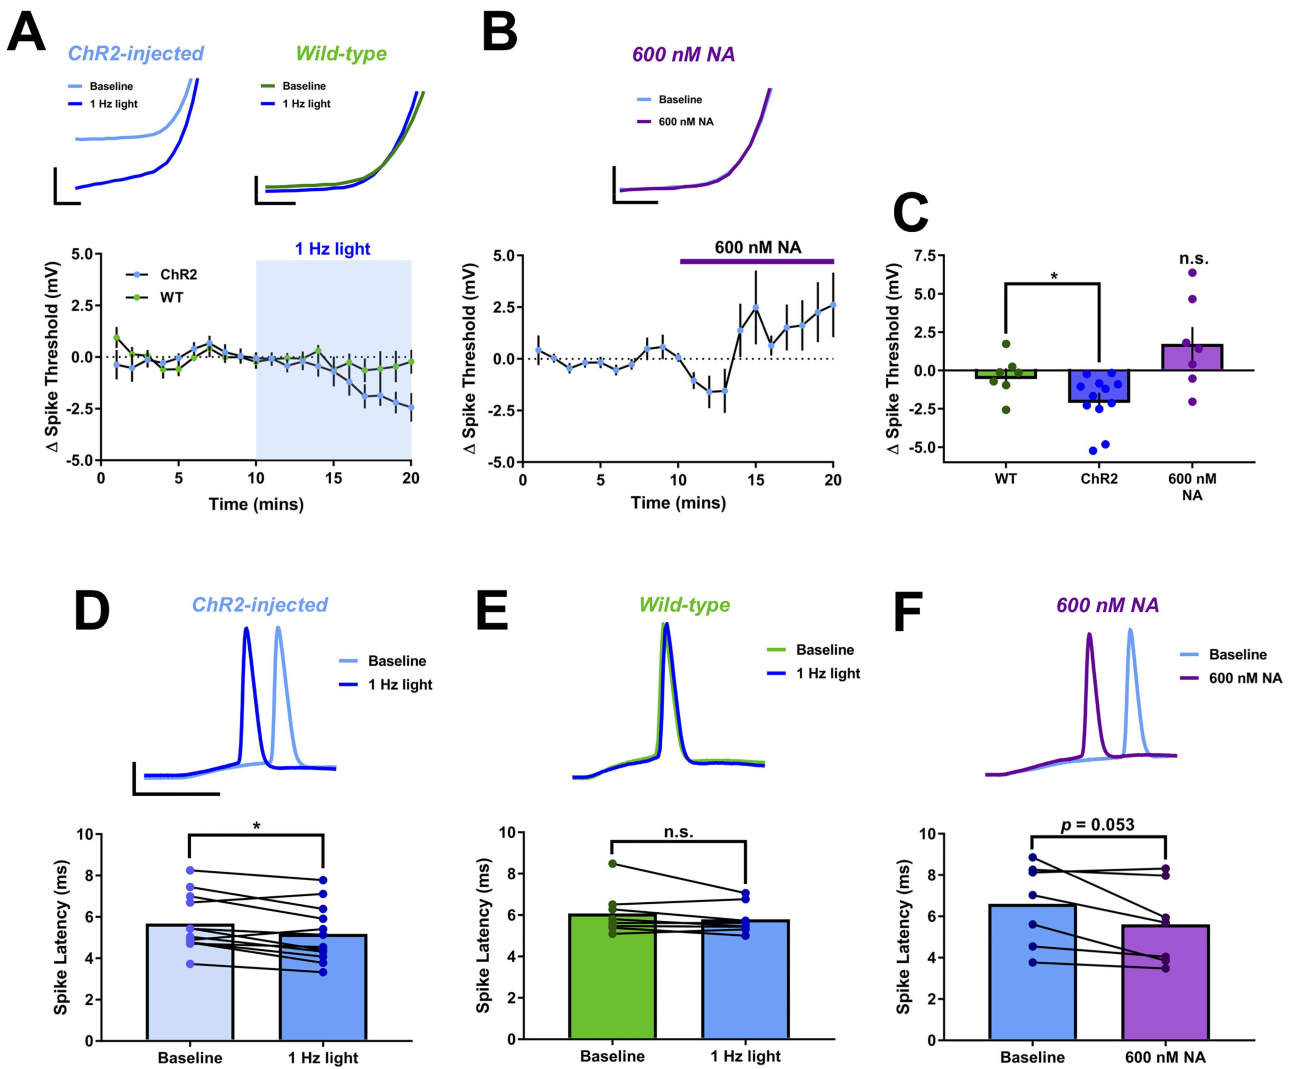 A
ChR2-injected
Baseline
1 Hz light
Wild-type
Baseline
1 Hz light
1 Hz light
ChR2
WT
Δ Spike Threshold (mV)
5.0
2.5
0.0
-2.5
-5.0
0
5
10
15
20
Time (mins)
B
600 nM NA
Baseline
600 nM NA
600 nM NA
Δ Spike Threshold (mV)
5.0
2.5
0.0
-2.5
-5.0
0
5
10
15
20
Time (mins)
C
n.s.
*
Δ Spike Threshold (mV)
7.5
5.0
2.5
0.0
-2.5
-5.0
WT
ChR2
600 nM
NA
D
ChR2-injected
Baseline
1 Hz light
*
Spike Latency (ms)
10
8
6
4
2
0
Baseline
1 Hz light
E
Wild-type
Baseline
1 Hz light
n.s.
Spike Latency (ms)
10
8
6
4
2
0
Baseline
1 Hz light
F
600 nM NA
Baseline
600 nM NA
p = 0.053
Spike Latency (ms)
10
8
6
4
2
0
Baseline
600 nM NA